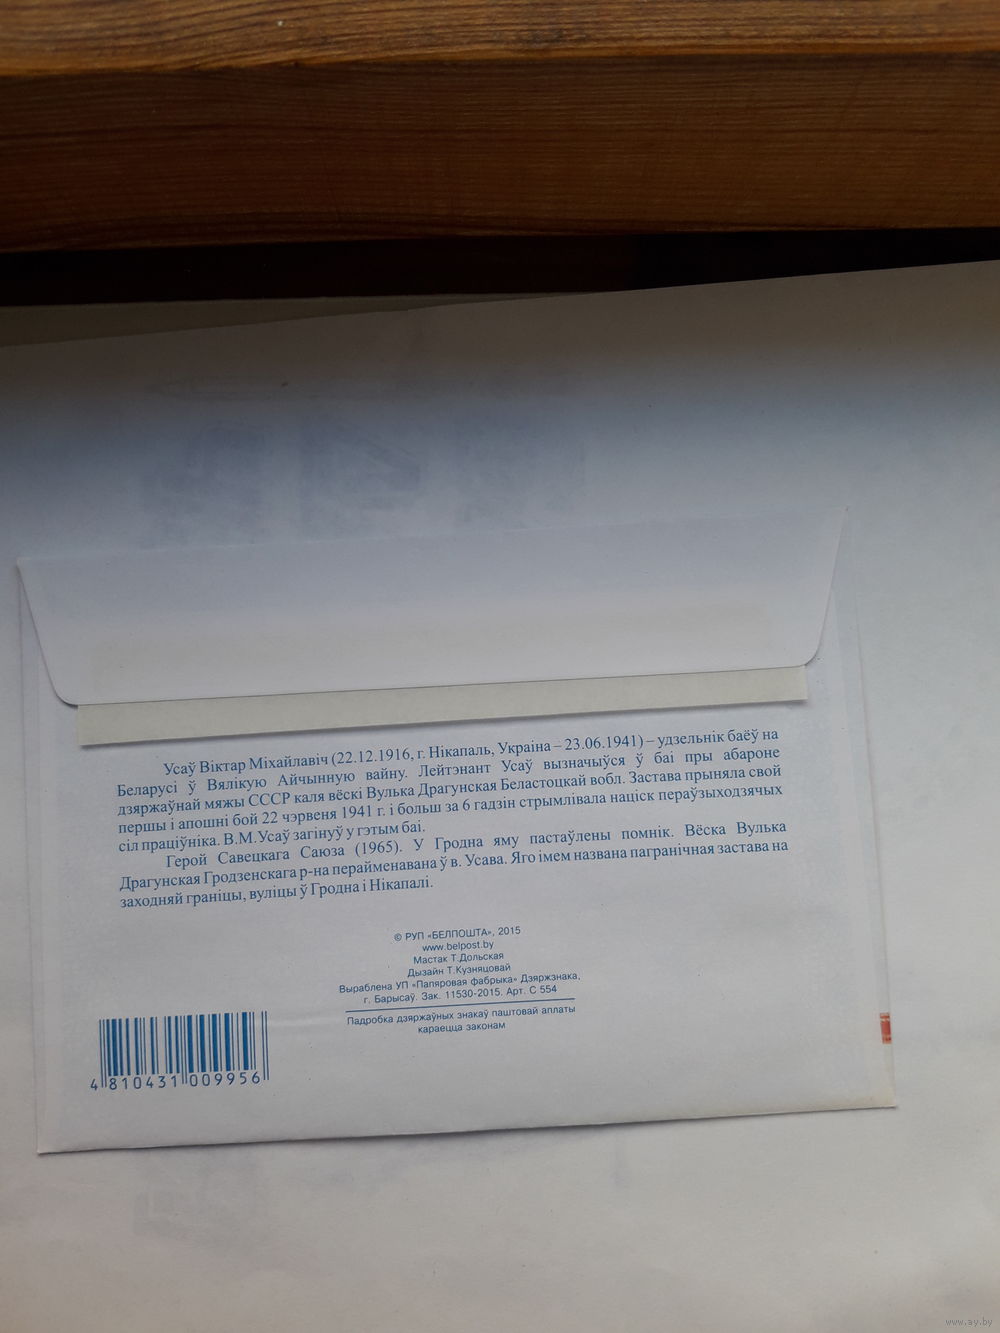 Усаў Віктар Міхайлавіч (22.12.1916, г. Нікапаль, Украіна – 23.06.1941) – удзельнік баёў на
Беларусі ў Вялікую Айчынную вайну. Лейтэнант Усаў вызначыўся ў баі пры абароне
дзяржаўнай мяжы СССР каля вёскі Вулька Драгунская Беластоцкай вобл. Застава прыняла свой
першы і апошні бой 22 чэрвеня 1941 г. і больш за 6 гадзін стрымлівала націск пераўзыходзячых
сіл праціўніка. В.М.Усаў загінуў у гэтым баі.
Герой Савецкага Саюза (1965). У Гродна яму пастаўлены помнік. Вёска Вулька
Драгунская Гродзенскага р-на перайменавана ў в. Усава. Яго імем названа пагранічная застава на
заходняй граніцы, вуліцы ў Гродна і Нікапалі.
© РУП «БЕЛПОШТА», 2015
www.belpost.by
Мастак Т.Дольская
Дызайн Т.Кузняцовай
Выраблена УП «Папяровая фабрыка» Дзяржзнака,
г. Барысаў. Зак. 11530-2015. Арт. С 554
Падробка дзяржаўных знакаў паштовай аплаты
караецца законам
4 810431 009956
www.ay.by